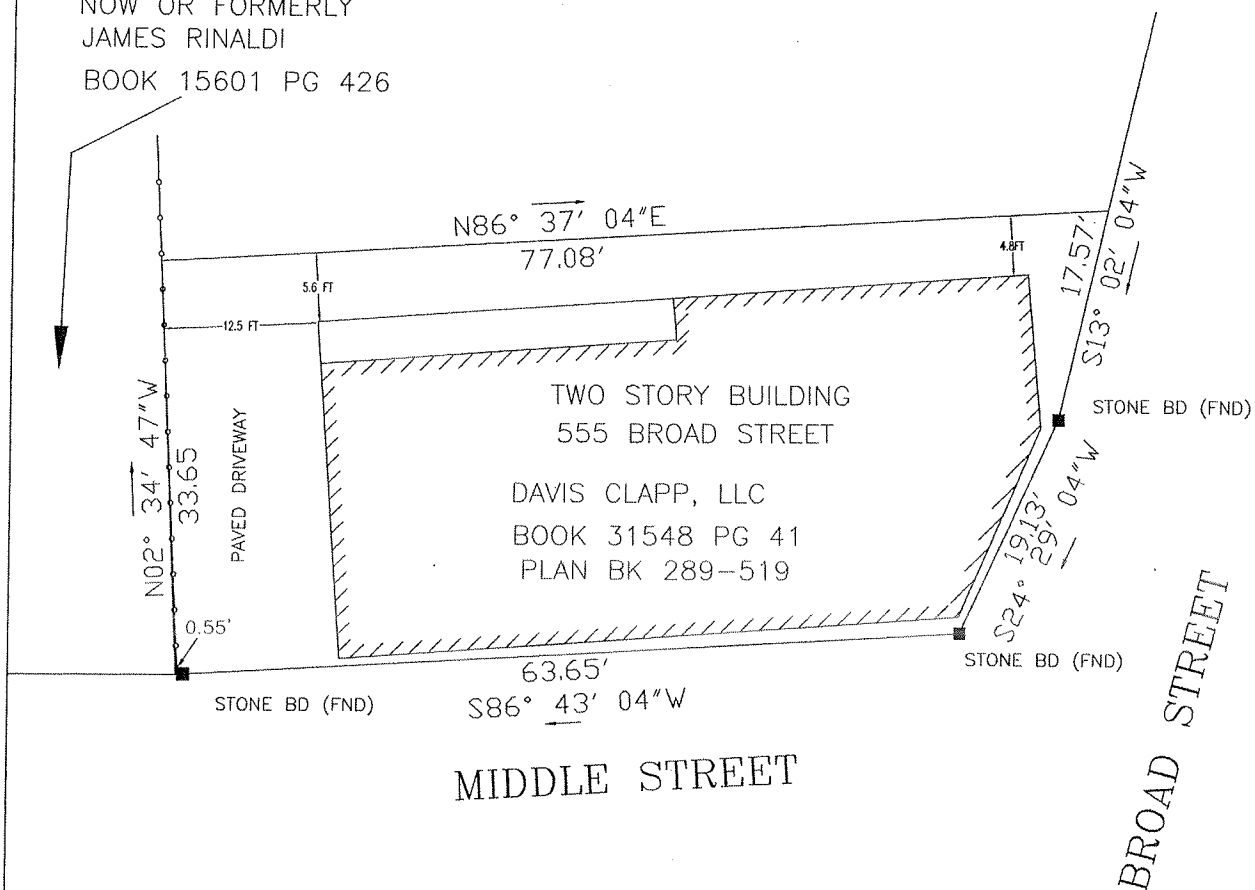 NOW OR FORMERLY
JAMES RINALDI
BOOK 15601 PG 426
N86° 37' 04"E
77.08'
4.8FT
17.57'
S13° 02' 04"W
5.6 FT
12.5 FT
TWO STORY BUILDING
555 BROAD STREET
STONE BD (FND)
N02° 34' 47"W
33.65
PAVED DRIVEWAY
DAVIS CLAPP, LLC
BOOK 31548 PG 41
PLAN BK 289-519
19.13'
S24° 29' 04"W
0.55'
STONE BD (FND)
63.65'
STONE BD (FND)
S86° 43' 04"W
MIDDLE STREET
BROAD STREET